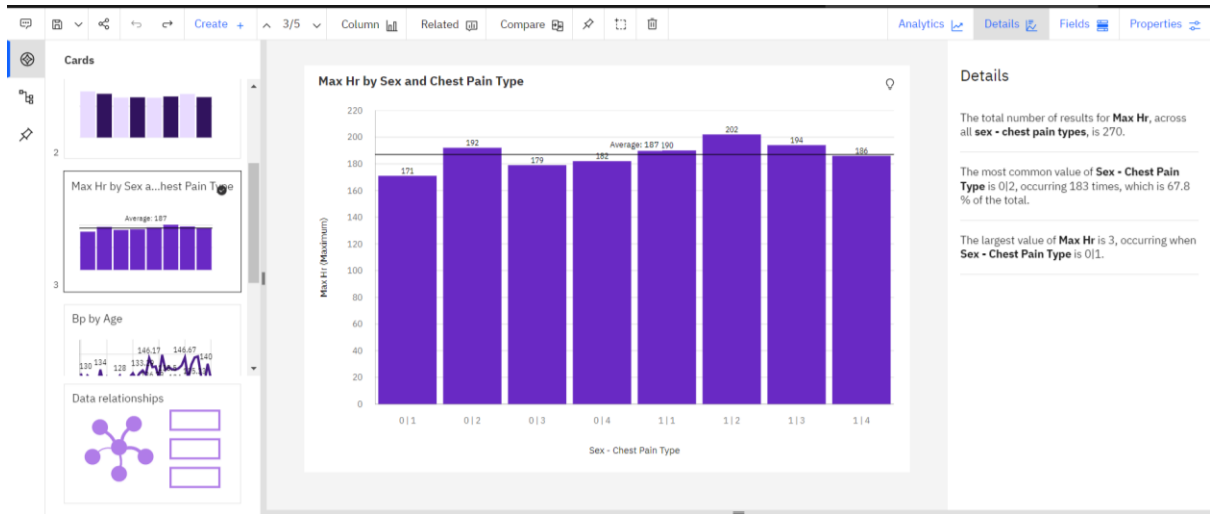 Create +
3/5
Column
Related
Compare
Analytics
Details
Fields
Properties
Cards
2
Max Hr by Sex a...hest Pain Type
Average: 187
3
Bp by Age
130 134 128 146.17 146.67 140
Data relationships
Max Hr by Sex and Chest Pain Type
Max Hr (Maximum)
220
200
180
160
140
120
100
80
60
40
20
0
171
192
179
182
Average: 187 190
202
194
186
0|1 0|2 0|3 0|4 1|1 1|2 1|3 1|4
Sex - Chest Pain Type
Details
The total number of results for Max Hr, across
all sex - chest pain types, is 270.
The most common value of Sex - Chest Pain
Type is 0|2, occurring 183 times, which is 67.8
% of the total.
The largest value of Max Hr is 3, occurring when
Sex - Chest Pain Type is 0|1.